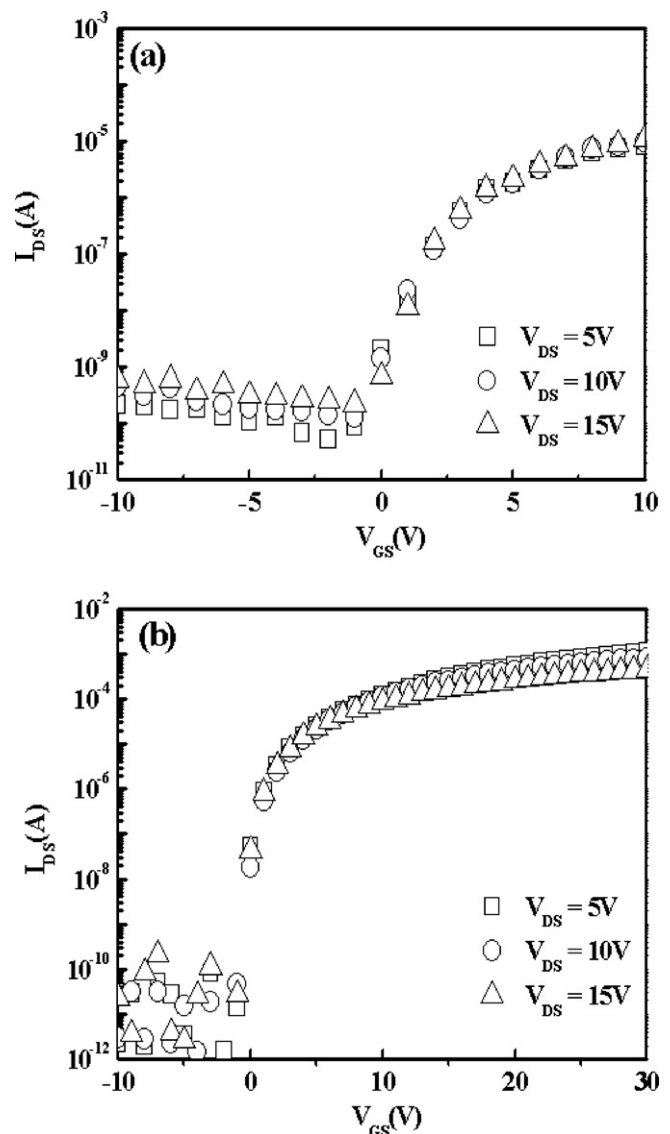 (a)
10⁻³
10⁻⁵
10⁻⁷
10⁻⁹
10⁻¹¹
I_DS(A)
□ V_DS = 5V
○ V_DS = 10V
△ V_DS = 15V
-10 -5 0 5 10
V_GS(V)
(b)
10⁻²
10⁻⁴
10⁻⁶
10⁻⁸
10⁻¹⁰
10⁻¹²
I_DS(A)
□ V_DS = 5V
○ V_DS = 10V
△ V_DS = 15V
-10 0 10 20 30
V_GS(V)